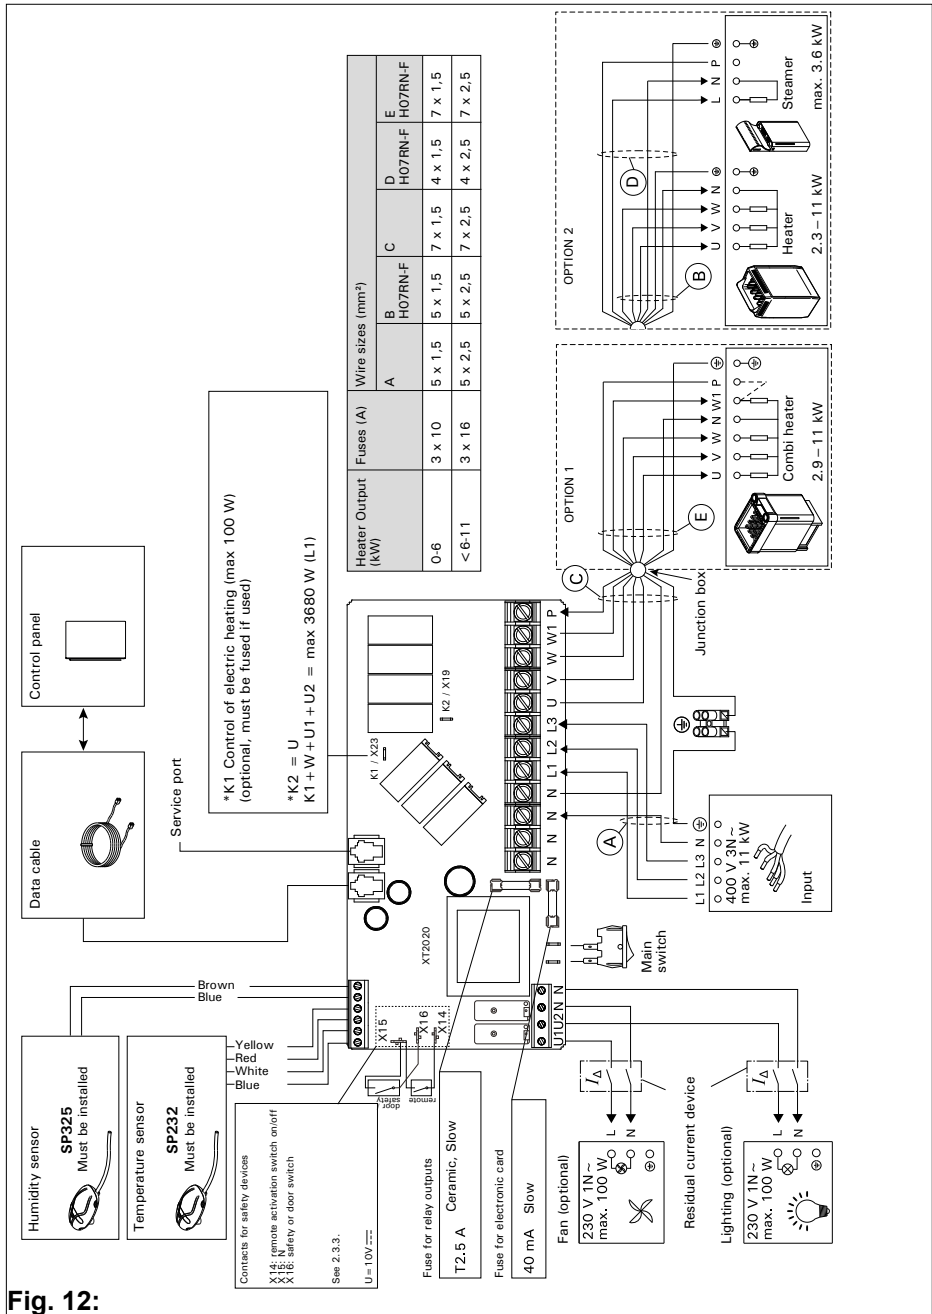 Humidity sensor
SP325
Must be installed
Temperature sensor
SP232
Must be installed
Data cable
Control panel
Service port
Brown
Blue
Yellow
Red
White
Blue
*K1 Control of electric heating (max 100 W)
(optional, must be fused if used)
*K2 = U
K1+W+U1+U2 = max 3680 W (L1)
Contacts for safety devices
X14: remote activation switch on/off
X15: N
X16: safety or door switch
See 2.3.3.
U=10V
door
safety
remote
X15
X16
X14
XT2020
K1 / X23
K2 / X19
Fuse for relay outputs
T2.5 A Ceramic, Slow
Fuse for electronic card
40 mA Slow
U1 U2 N N
N N N N L1 L2 L3 U V W W1 P
Main
switch
Fan (optional)
230 V 1N~
max. 100 W
L
N
I∆
Residual current device
Lighting (optional)
230 V 1N~
max. 100 W
L
N
I∆
L1 L2 L3 N
400 V 3N~
max. 11 kW
Input
A
C
Junction box
E
OPTION 1
U V W N W1 P
Combi heater
2.9–11 kW
OPTION 2
B
D
U V W N
Heater
2.3–11 kW
L N P
Steamer
max. 3.6 kW
Heater Output
(kW)
Fuses (A)
Wire sizes (mm²)
A
B
H07RN-F
C
D
H07RN-F
E
H07RN-F
0-6 3 x 10 5 x 1,5 5 x 1,5 7 x 1,5 4 x 1,5 7 x 1,5
<6-11 3 x 16 5 x 2,5 5 x 2,5 7 x 2,5 4 x 2,5 7 x 2,5
Fig. 12: